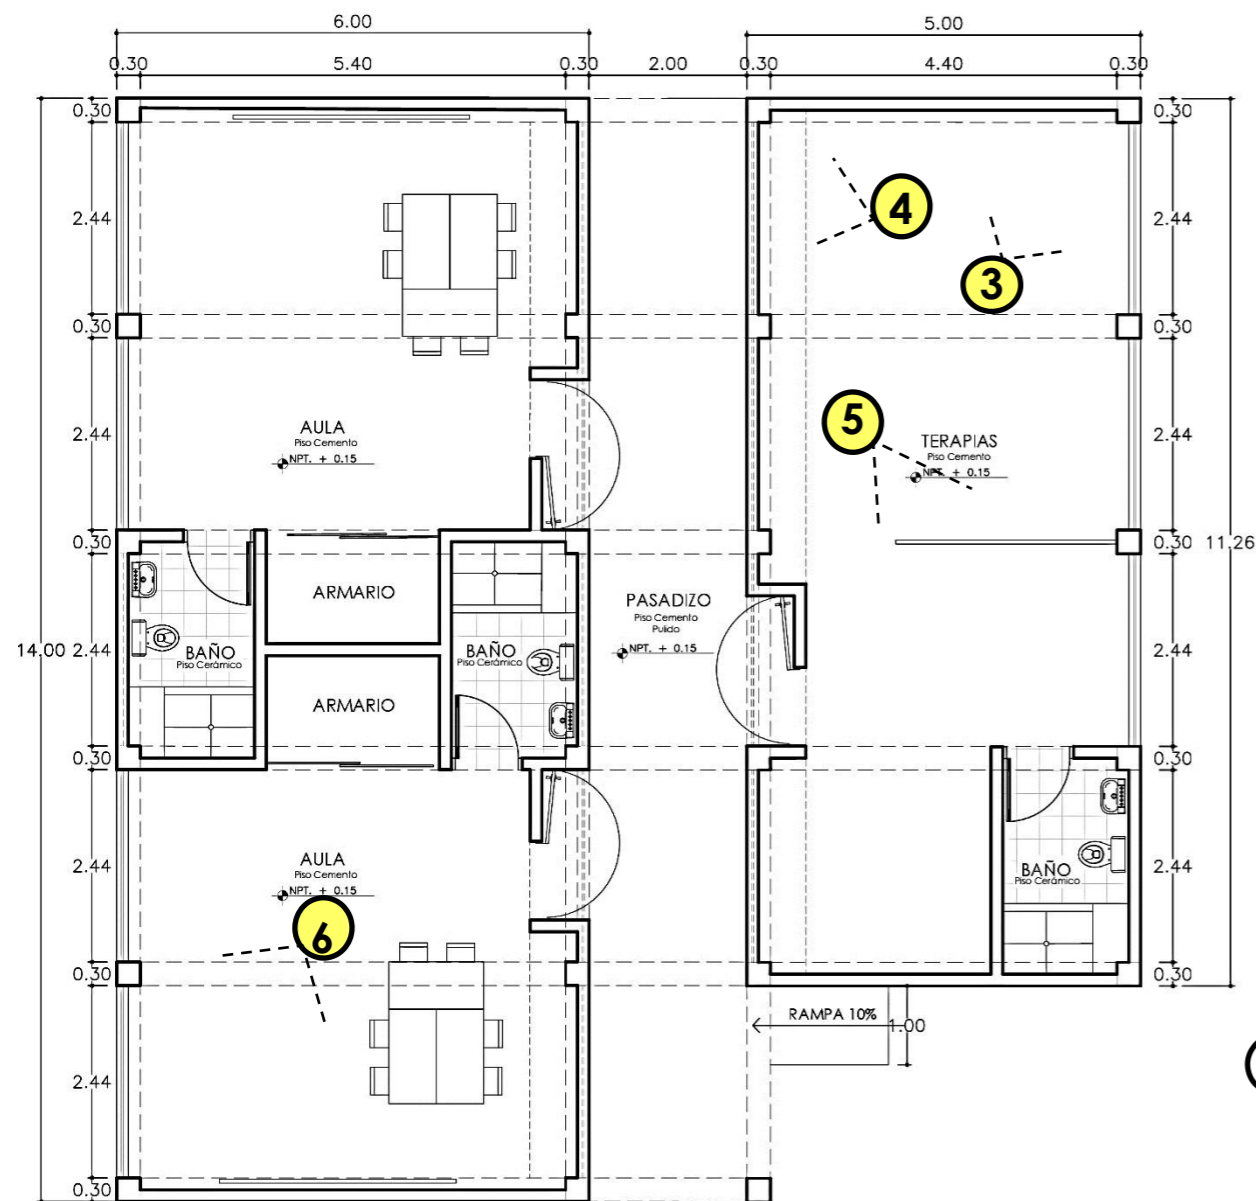 6.00
5.00
0.30
5.40
0.30
2.00
0.30
4.40
0.30
0.30
0.30
4
2.44
2.44
3
0.30
0.30
5
AULA
Piso Cemento
NPT. + 0.15
2.44
TERAPIAS
Piso Cemento
NPT. + 0.15
2.44
0.30
0.30
11.26
ARMARIO
PASADIZO
Piso Cemento
Pulido
NPT. + 0.15
14.00
2.44
BAÑO
Piso Cerámico
BAÑO
Piso Cerámico
2.44
ARMARIO
0.30
0.30
AULA
Piso Cemento
NPT. + 0.15
2.44
BAÑO
Piso Cerámico
2.44
6
0.30
0.30
RAMPA 10%
1.00
2.44
0.30